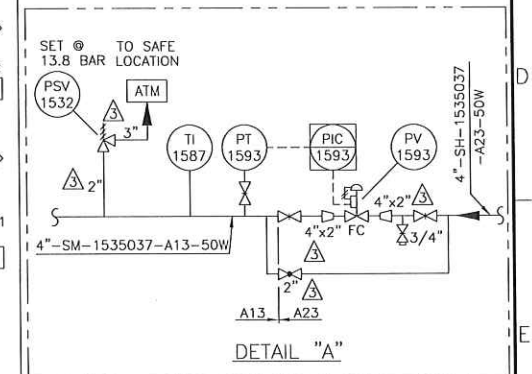 SET @ TO SAFE
13.8 BAR LOCATION
PSV
1532
ATM
3
3"
3
2"
TI
1587
PT
1593
PIC
1593
PV
1593
4"-SH-1535037
-A23-50W
4"x2"
3
4"x2"
FC
3/4"
4"-SM-1535037-A13-50W
3
2"
3
A13
A23
DETAIL "A"
D
E